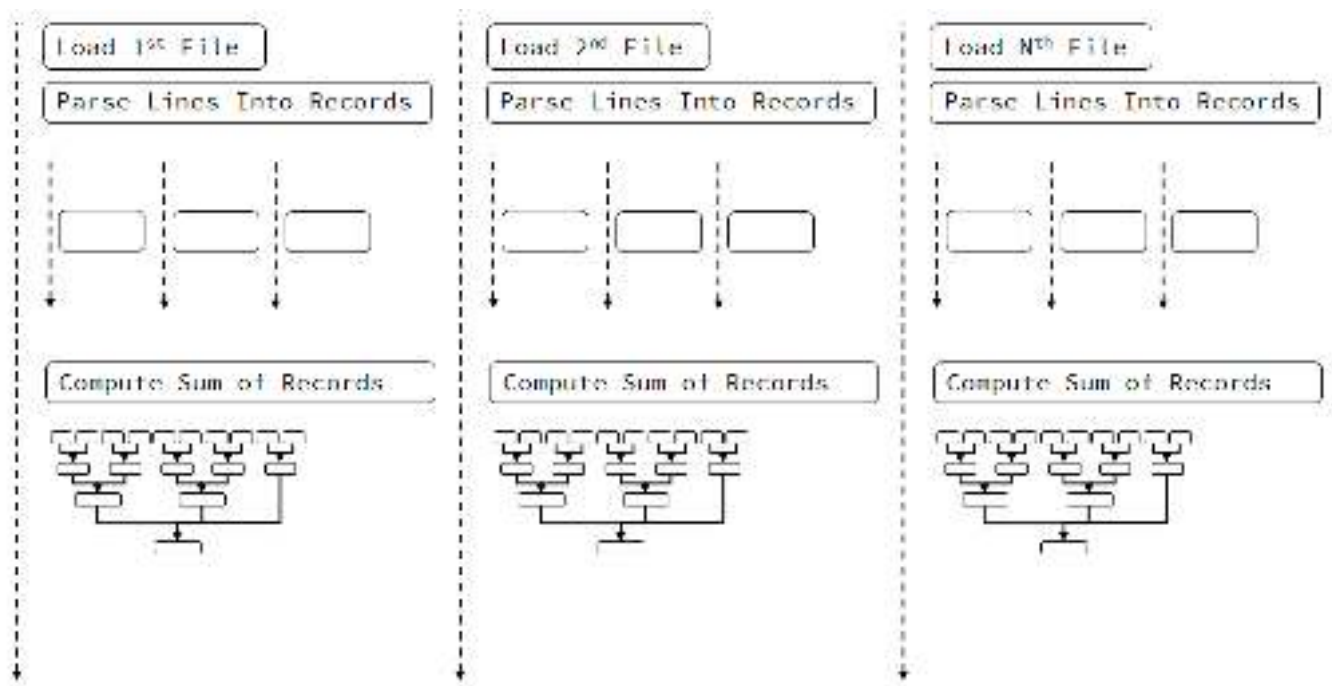 Load 1st File
Parse Lines Into Records
Compute Sum of Records
Load 2nd File
Parse Lines Into Records
Compute Sum of Records
Load Nth File
Parse Lines Into Records
Compute Sum of Records